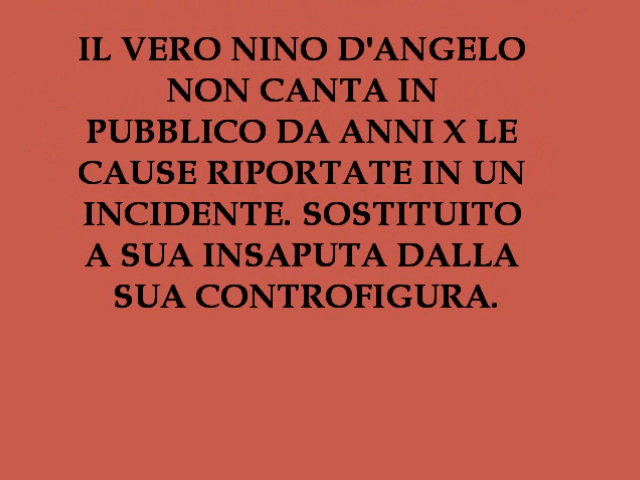 IL VERO NINO D'ANGELO
NON CANTA IN
PUBBLICO DA ANNI X LE
CAUSE RIPORTATE IN UN
INCIDENTE. SOSTITUITO
A SUA INSAPUTA DALLA
SUA CONTROFIGURA.